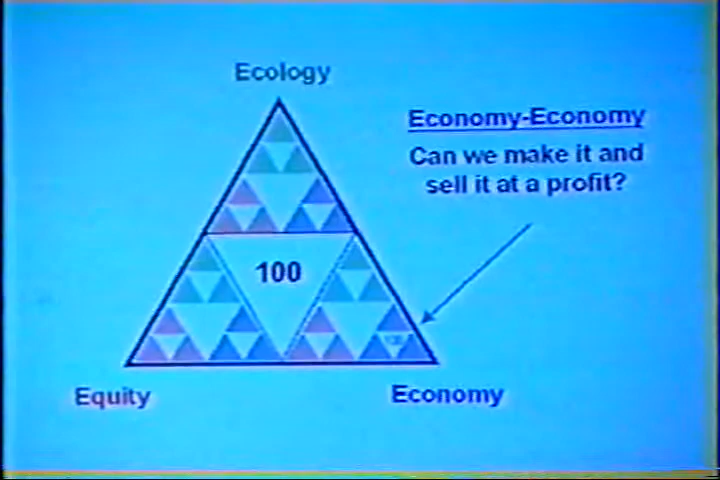 Ecology
Economy-Economy
Can we make it and
sell it at a profit?
100
Equity
Economy